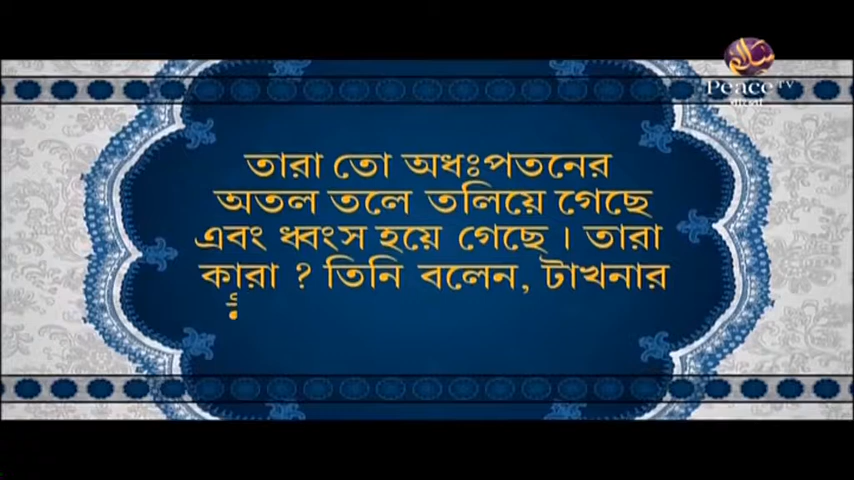 Peace TV
বাংলা
তারা তো অধঃপতনের
অতল তলে তলিয়ে গেছে
এবং ধ্বংস হয়ে গেছে । তারা
কারা ? তিনি বলেন, টাখনার